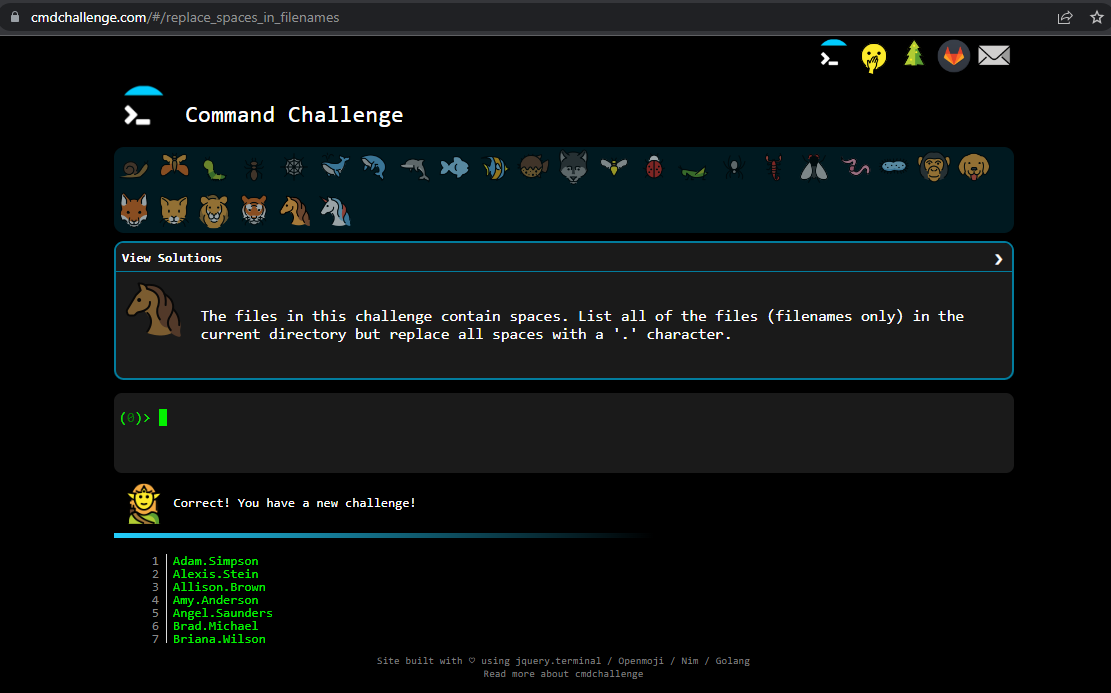 cmdchallenge.com/#/replace_spaces_in_filenames
Command Challenge
View Solutions
The files in this challenge contain spaces. List all of the files (filenames only) in the
current directory but replace all spaces with a '.' character.
(0)>
Correct! You have a new challenge!
1 Adam.Simpson
2 Alexis.Stein
3 Allison.Brown
4 Amy.Anderson
5 Angel.Saunders
6 Brad.Michael
7 Briana.Wilson
Site built with ♡ using jquery.terminal / Openmoji / Nim / Golang
Read more about cmdchallenge